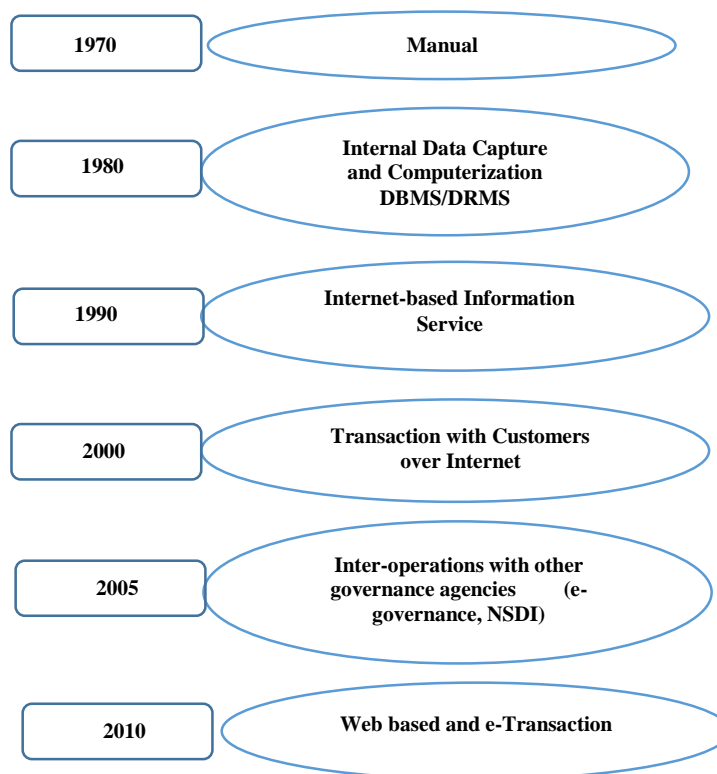 1970
Manual
1980
Internal Data Capture
and Computerization
DBMS/DRMS
1990
Internet-based Information
Service
2000
Transaction with Customers
over Internet
2005
Inter-operations with other
governance agencies (e-
governance, NSDI)
2010
Web based and e-Transaction